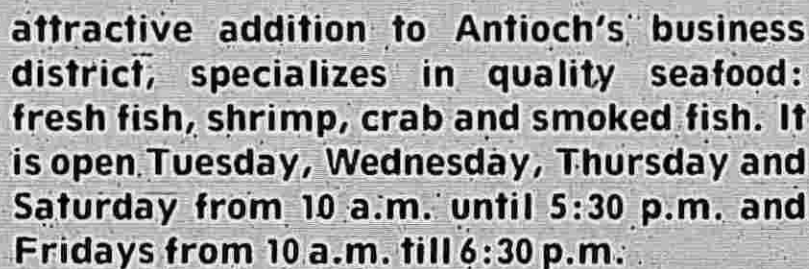 attractive addition to Antioch's business
district, specializes in quality seafood:
fresh fish, shrimp, crab and smoked fish. It
is open Tuesday, Wednesday, Thursday and
Saturday from 10 a.m. until 5:30 p.m. and
Fridays from 10 a.m. till 6:30 p.m.